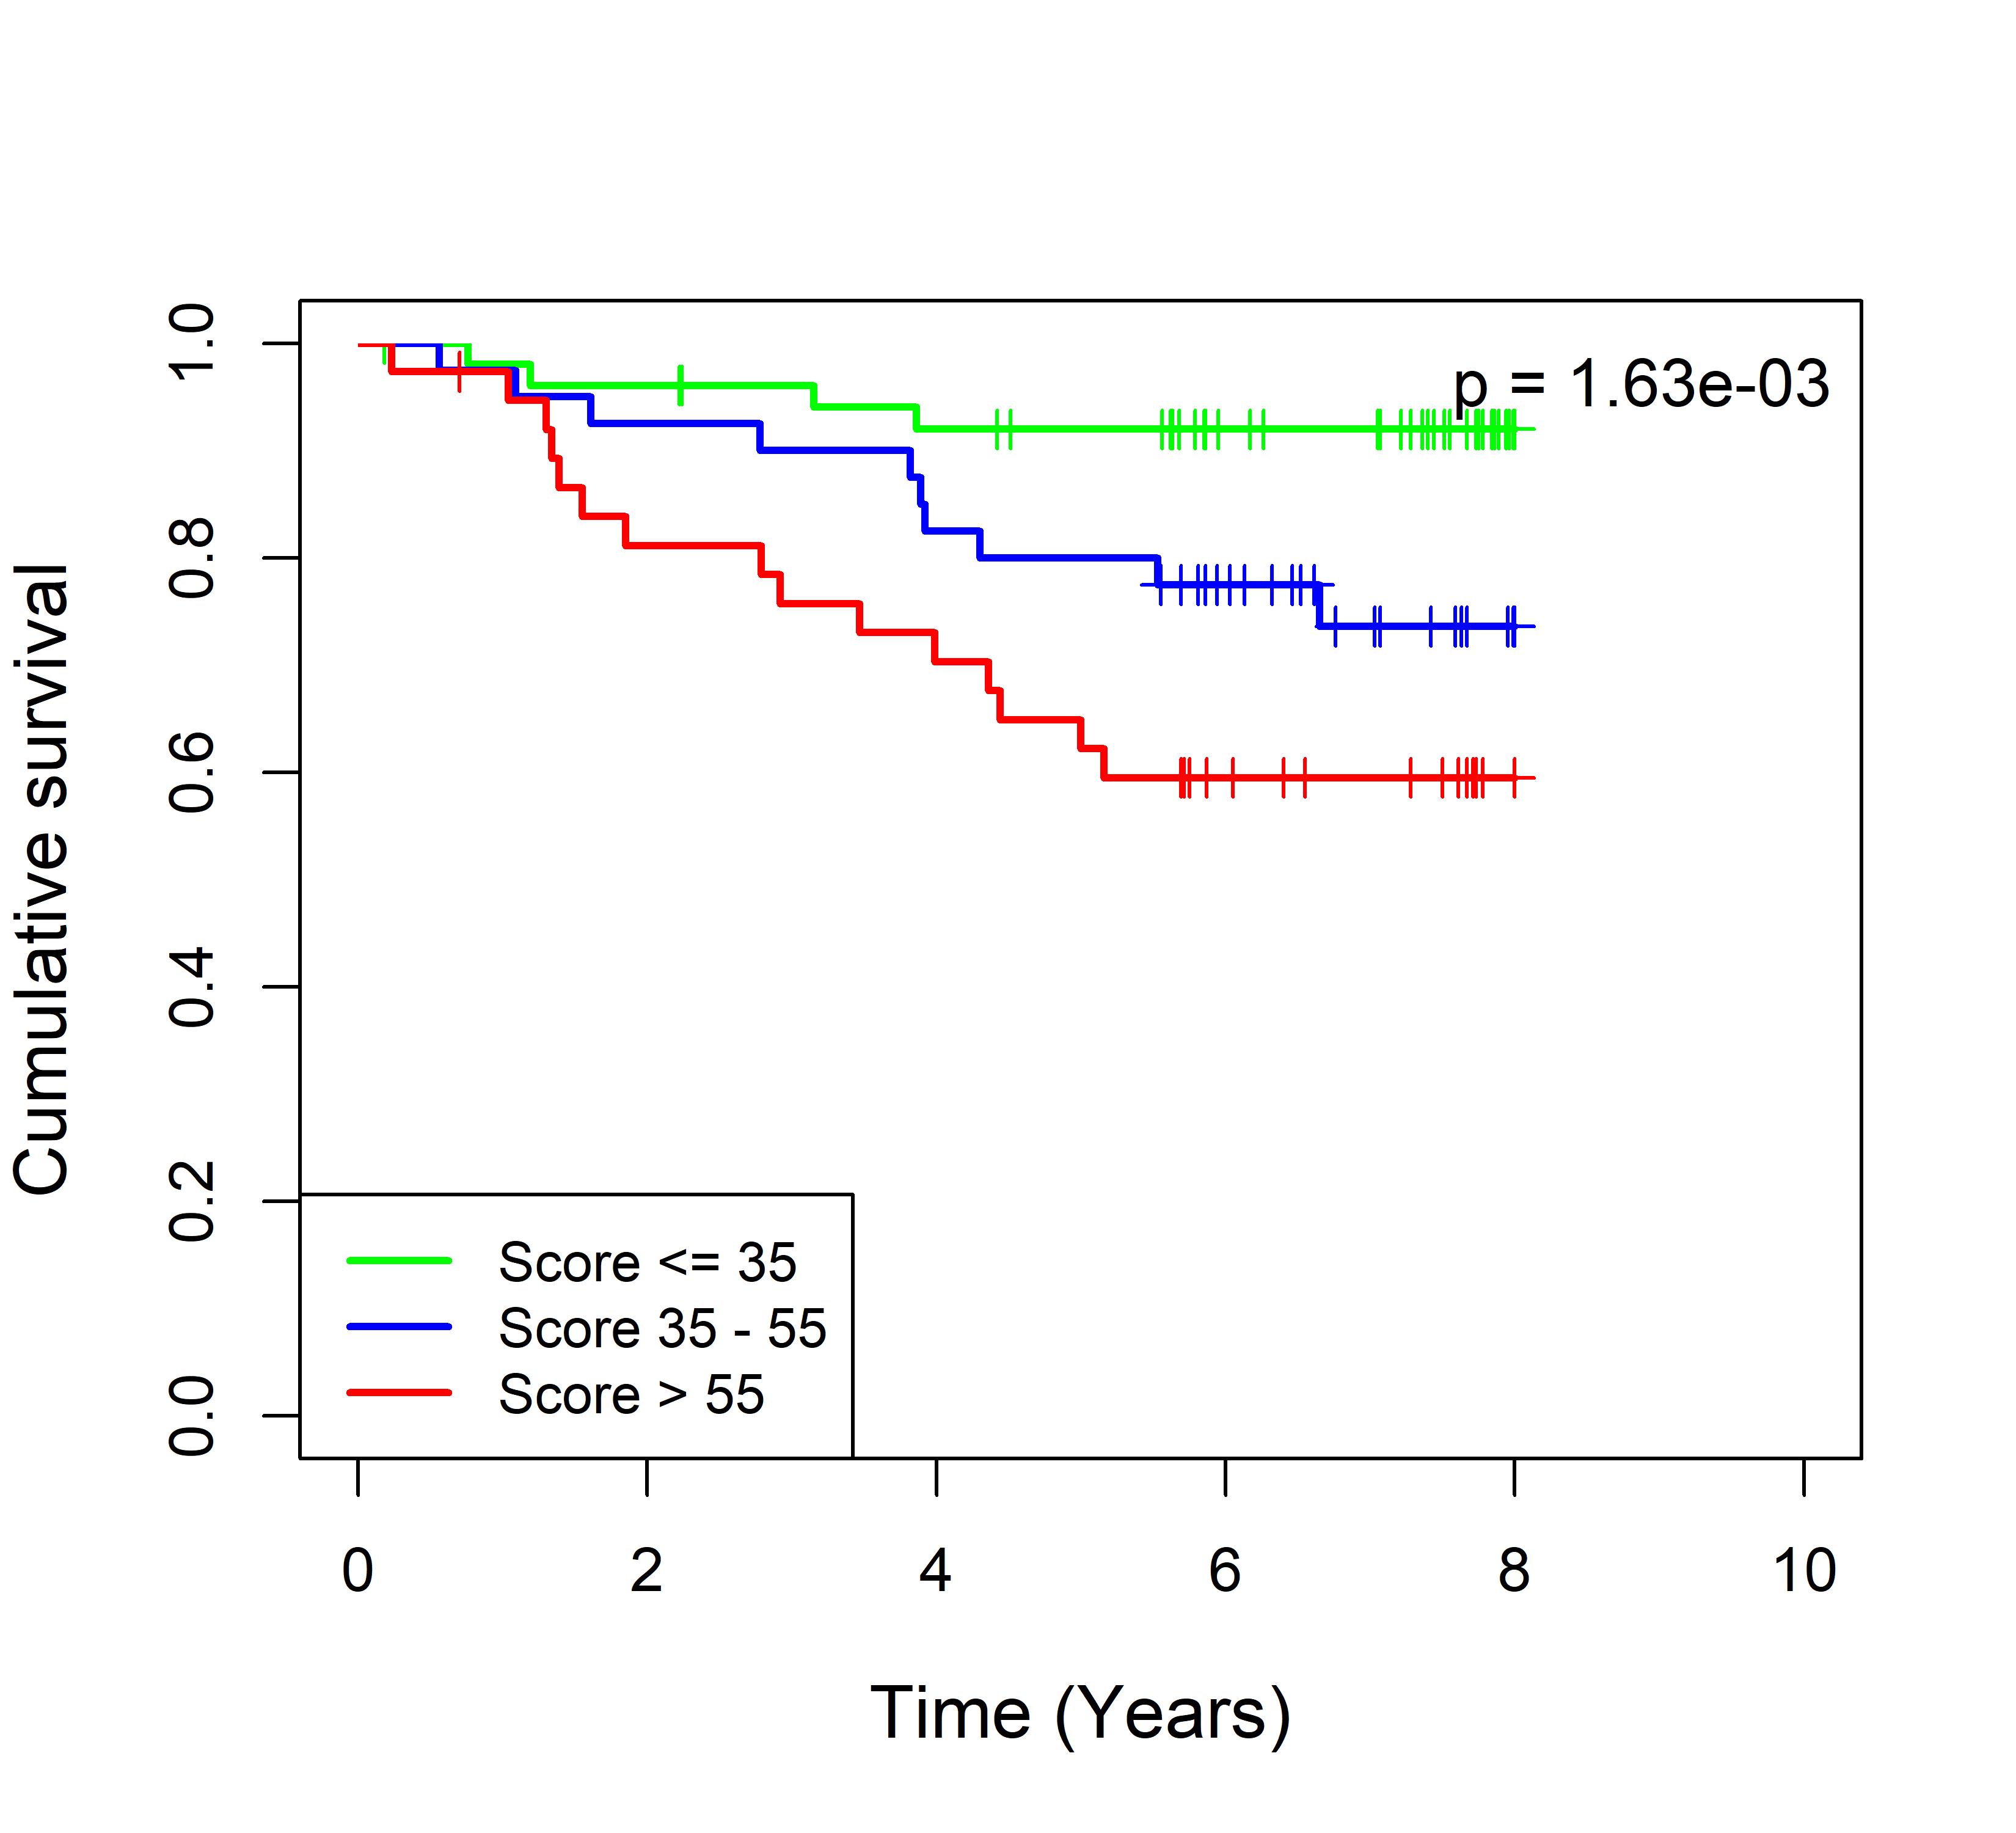 p = 1.63e-03
Cumulative survival
1.0
0.8
0.6
0.4
0.2
0.0
Score <= 35
Score 35 - 55
Score > 55
0 2 4 6 8 10
Time (Years)